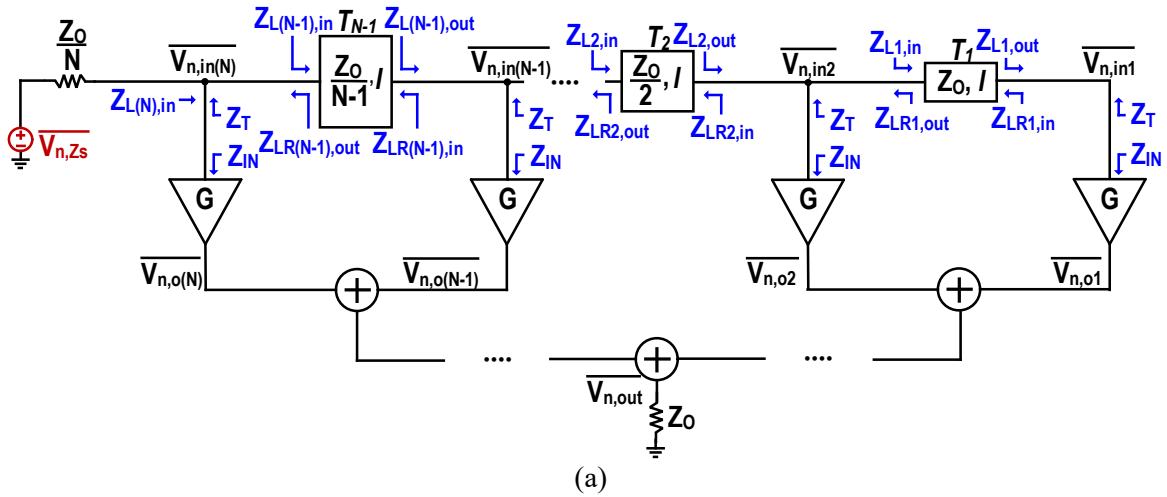 Z_O/N
V_n,in(N)
Z_L(N-1),in
T_N-1
Z_L(N-1),out
V_n,in(N-1)
Z_L2,in
T_2
Z_L2,out
V_n,in2
Z_L1,in
T_1
Z_L1,out
V_n,in1
Z_O/N-1, l
.....
Z_O/2, l
Z_O, l
Z_L(N),in
V_n,Zs
Z_T
Z_LR(N-1),out
Z_LR(N-1),in
Z_T
Z_LR2,out
Z_LR2,in
Z_T
Z_LR1,out
Z_LR1,in
Z_T
Z_IN
Z_IN
Z_IN
Z_IN
G
G
G
G
V_n,o(N)
+
V_n,o(N-1)
V_n,o2
+
V_n,o1
....
+
....
V_n,out
Z_O
(a)